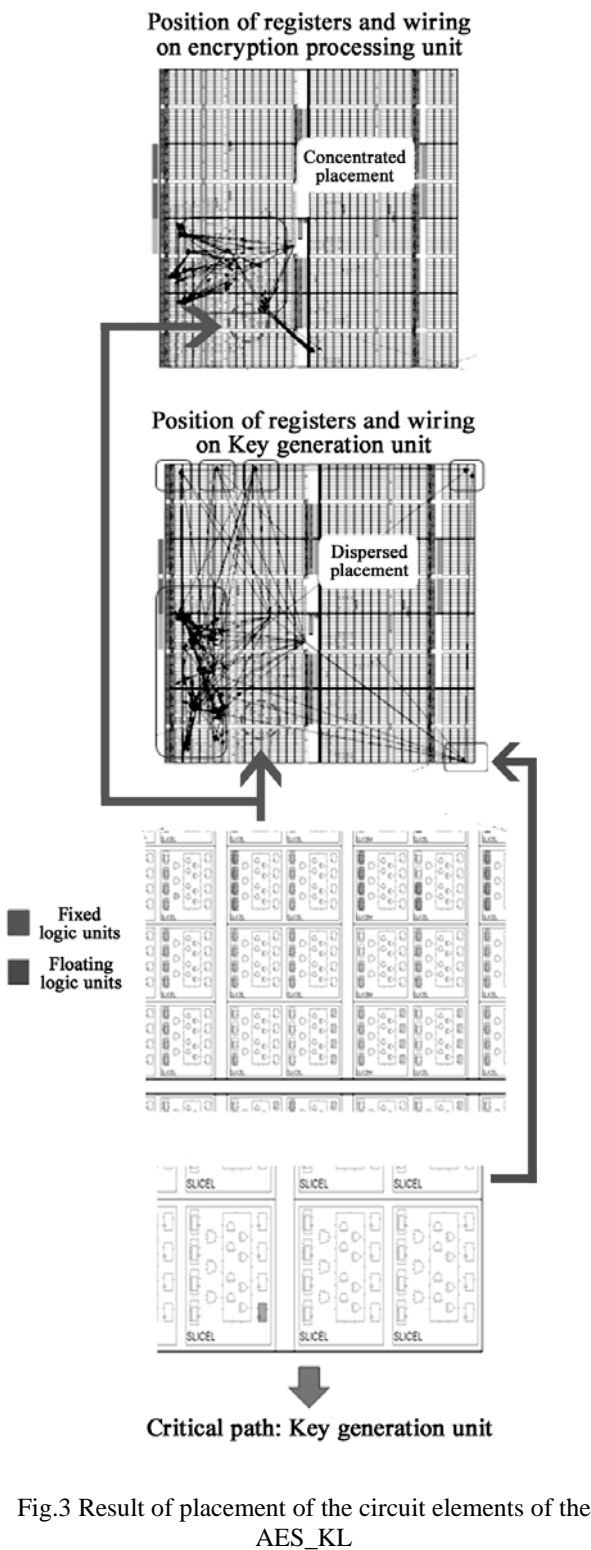 Position of registers and wiring
on encryption processing unit
Concentrated
placement
Position of registers and wiring
on Key generation unit
Dispersed
placement
Fixed
logic units
Floating
logic units
SLICEL SLICEL SLICEL
SLICEL SLICEL SLICEL
Critical path: Key generation unit
Fig.3 Result of placement of the circuit elements of the
AES_KL